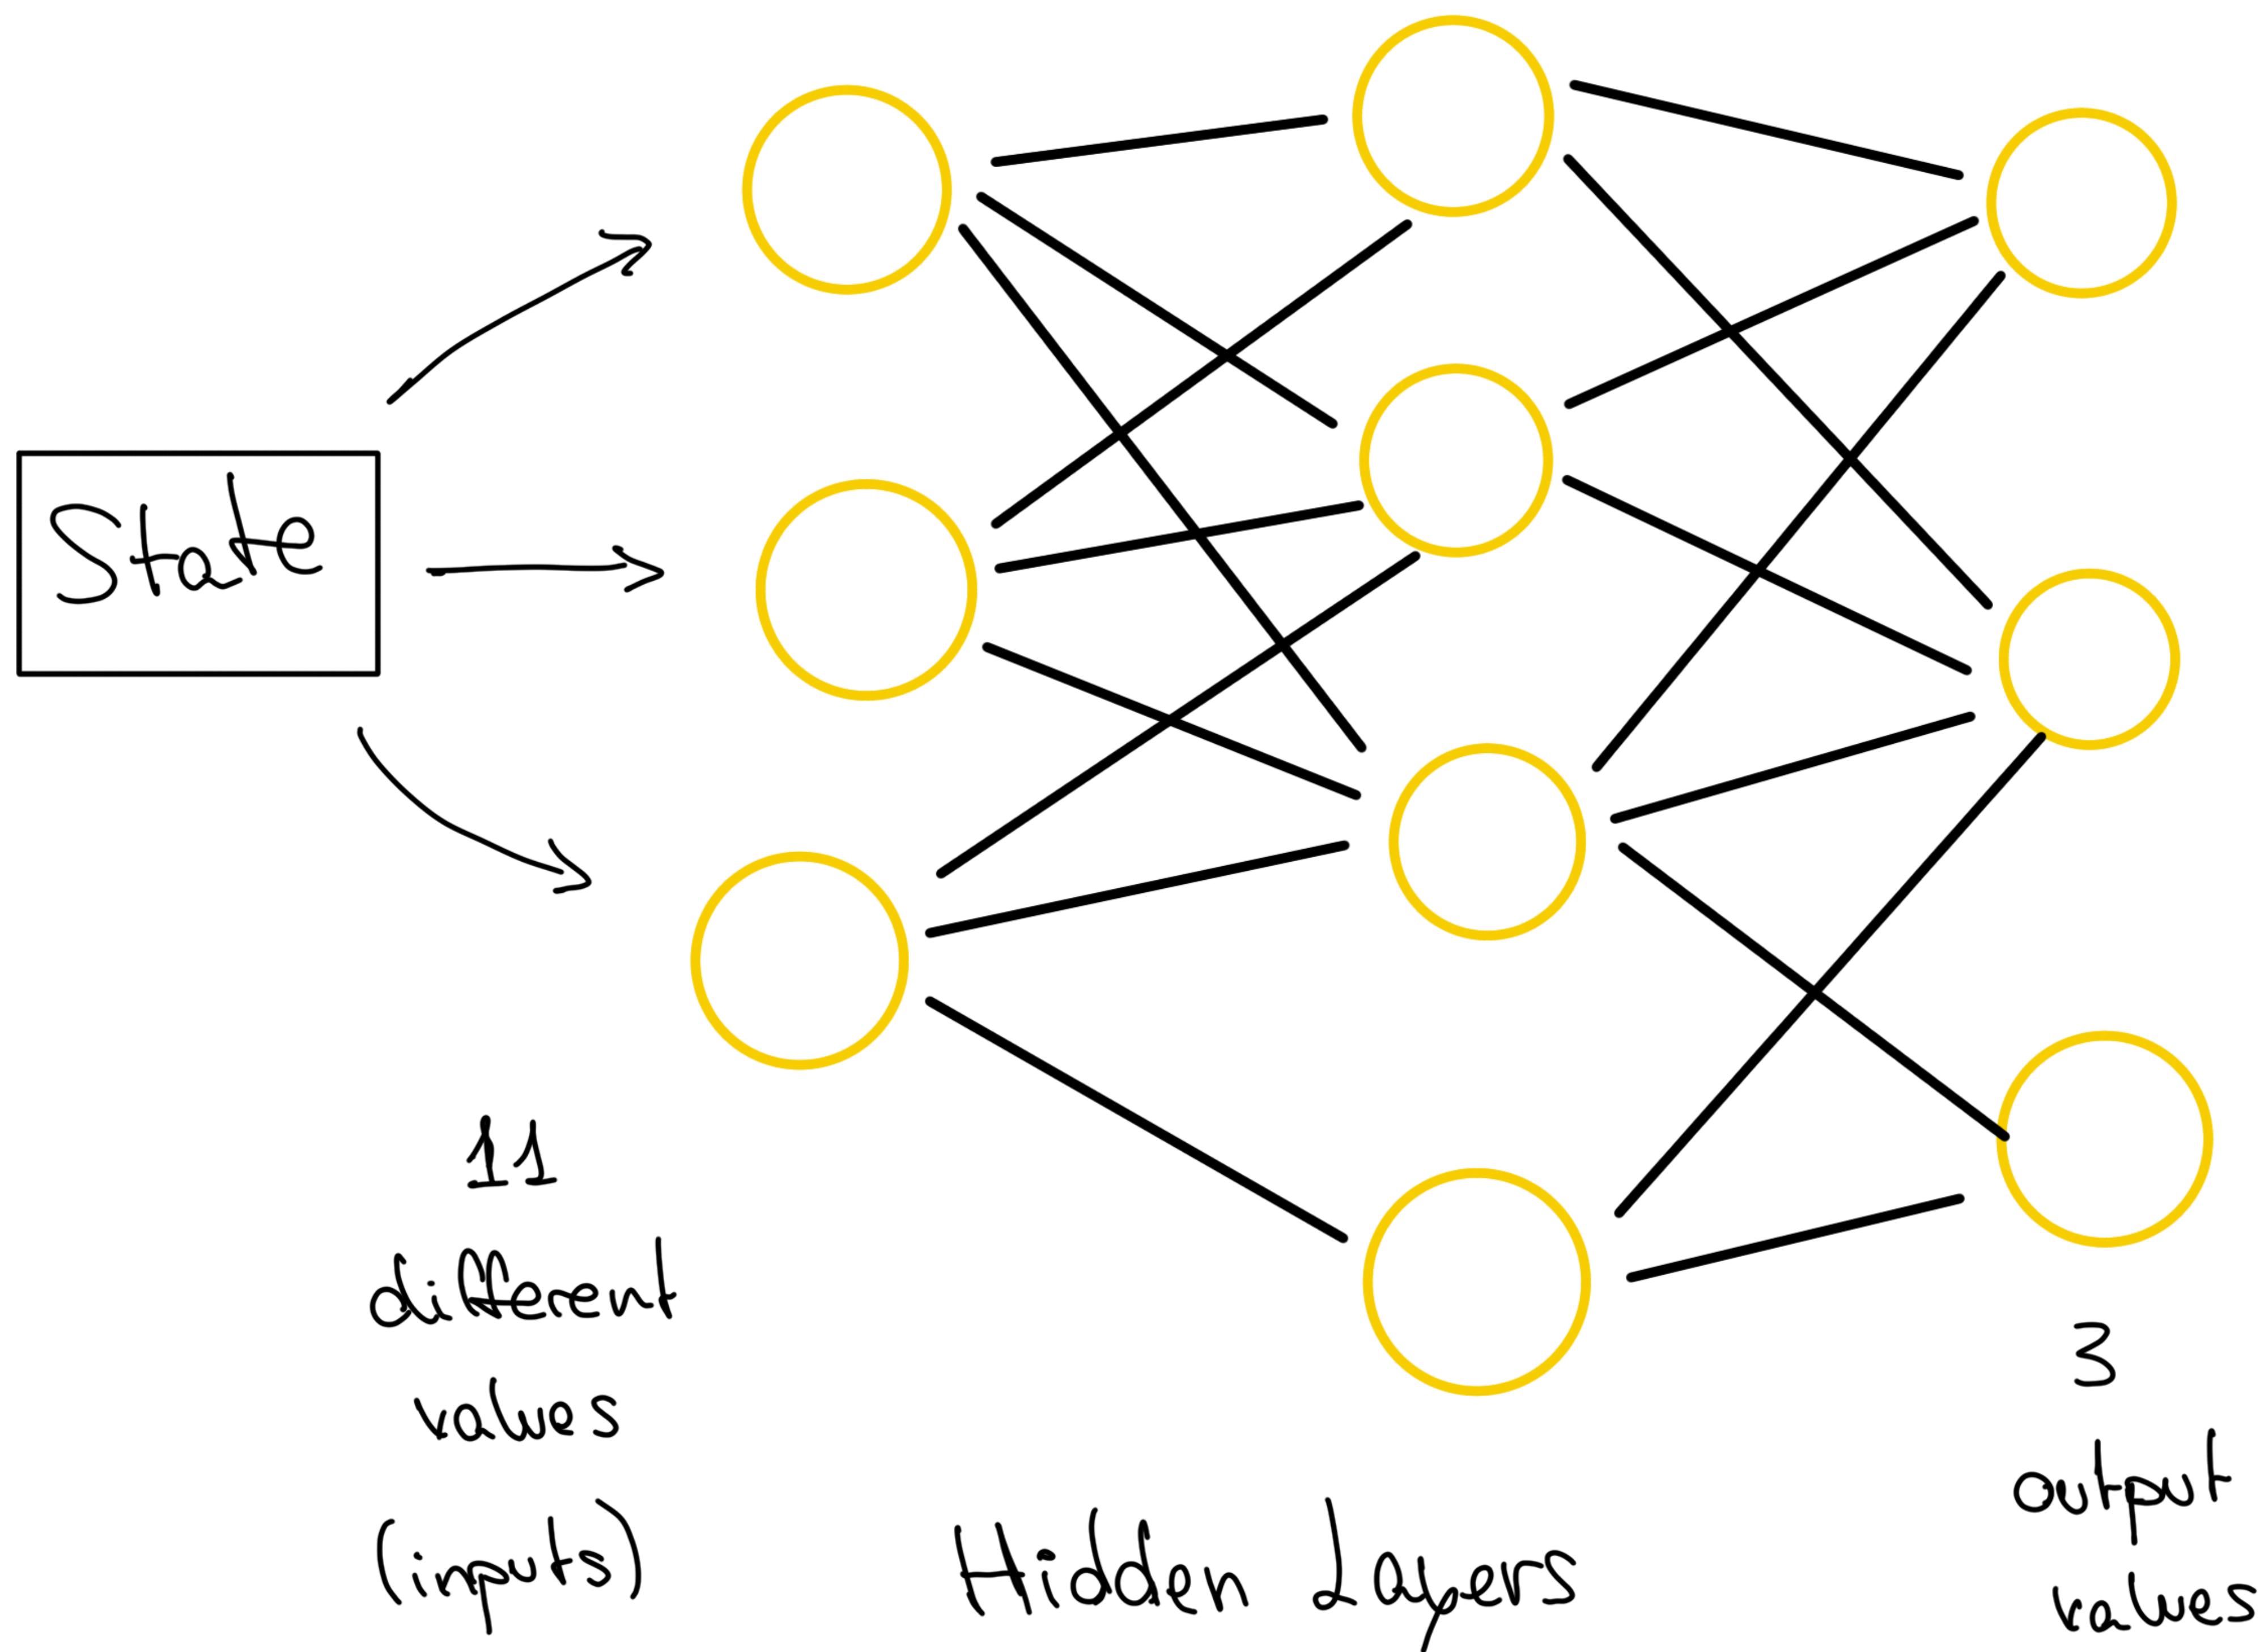 State
11
different
values
(inputs)
Hidden Layers
3
output
values